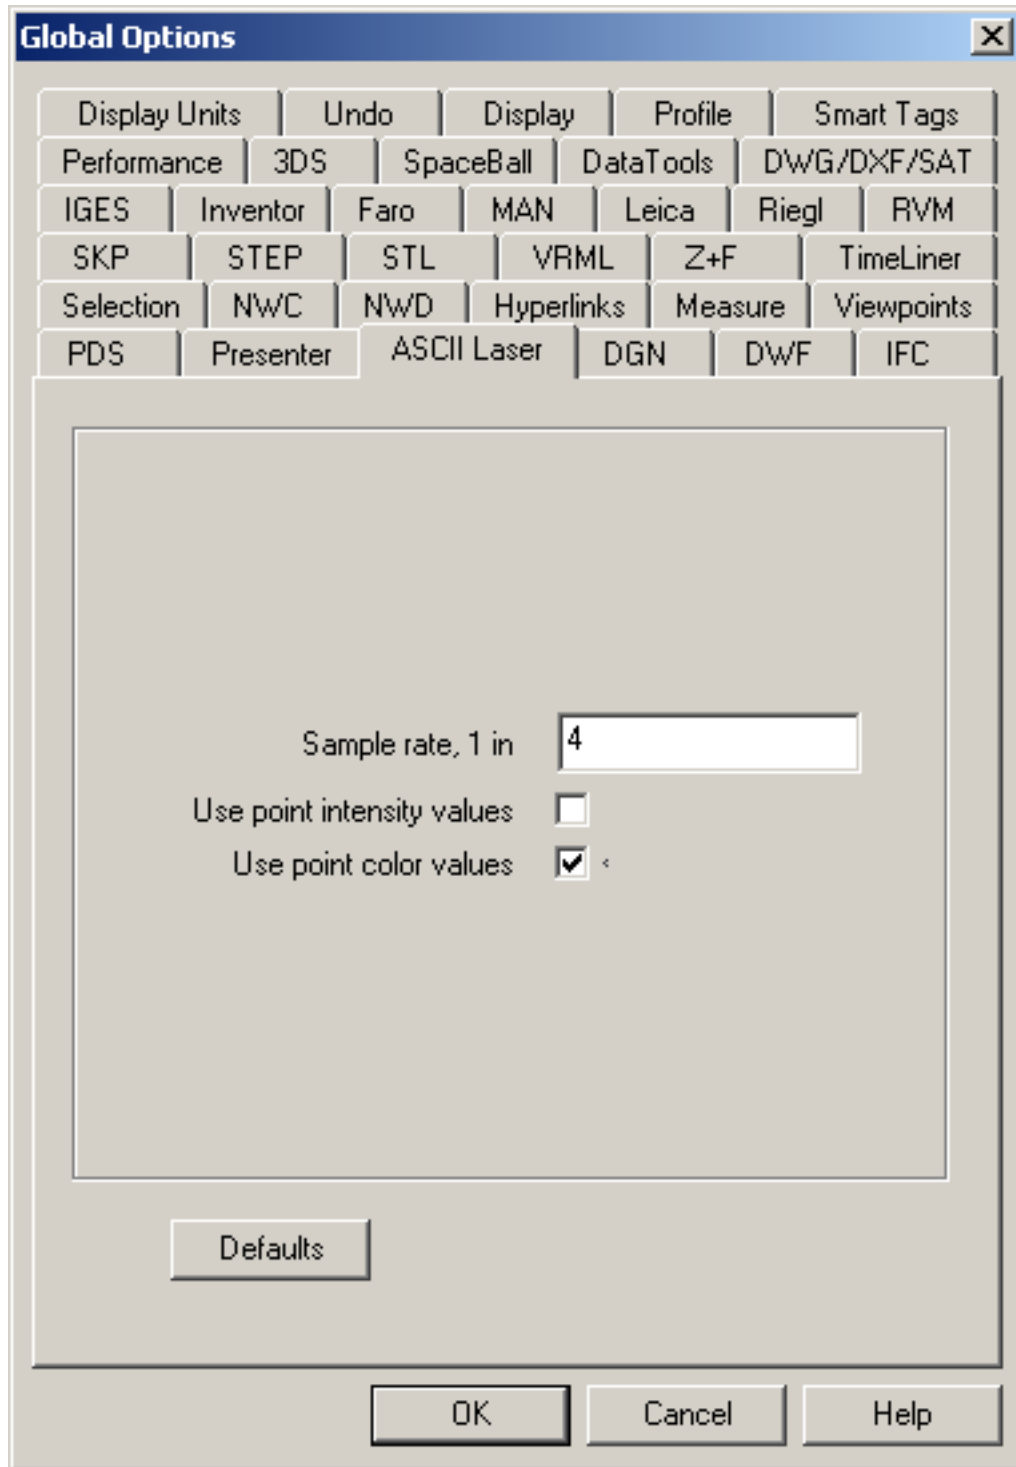 Global Options
Display Units Undo Display Profile Smart Tags
Performance 3DS SpaceBall DataTools DWG/DXF/SAT
IGES Inventor Faro MAN Leica Riegl RVM
SKP STEP STL VRML Z+F TimeLiner
Selection NWC NWD Hyperlinks Measure Viewpoints
PDS Presenter ASCII Laser DGN DWF IFC
Sample rate, 1 in 4
Use point intensity values
Use point color values
Defaults
OK Cancel Help